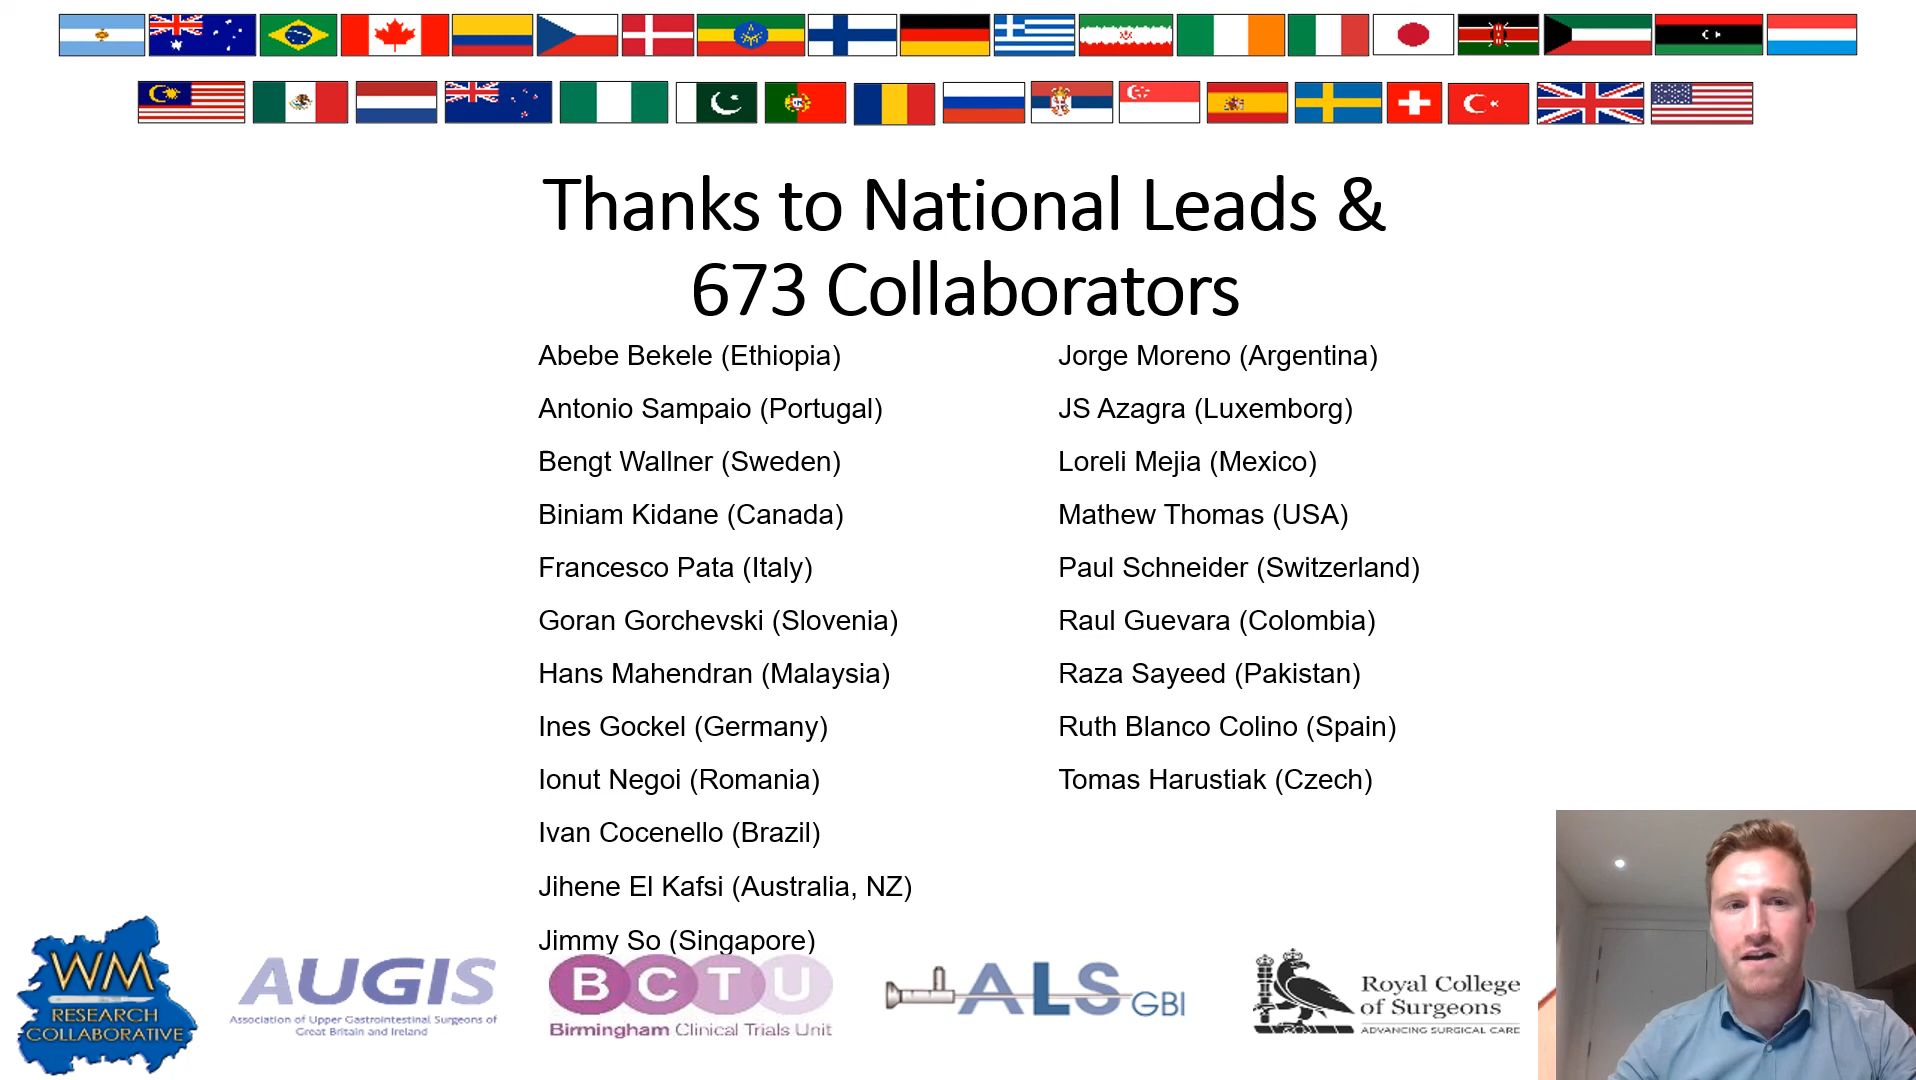 Thanks to National Leads &
673 Collaborators
Abebe Bekele (Ethiopia)
Antonio Sampaio (Portugal)
Bengt Wallner (Sweden)
Biniam Kidane (Canada)
Francesco Pata (Italy)
Goran Gorchevski (Slovenia)
Hans Mahendran (Malaysia)
Ines Gockel (Germany)
Ionut Negoi (Romania)
Ivan Cocenello (Brazil)
Jihene El Kafsi (Australia, NZ)
Jimmy So (Singapore)
Jorge Moreno (Argentina)
JS Azagra (Luxemborg)
Loreli Mejia (Mexico)
Mathew Thomas (USA)
Paul Schneider (Switzerland)
Raul Guevara (Colombia)
Raza Sayeed (Pakistan)
Ruth Blanco Colino (Spain)
Tomas Harustiak (Czech)
WM
RESEARCH
COLLABORATIVE
AUGIS
Association of Upper Gastrointestinal Surgeons of
Great Britain and Ireland
BCTU
Birmingham Clinical Trials Unit
ALS GBI
Royal College
of Surgeons
ADVANCING SURGICAL CARE